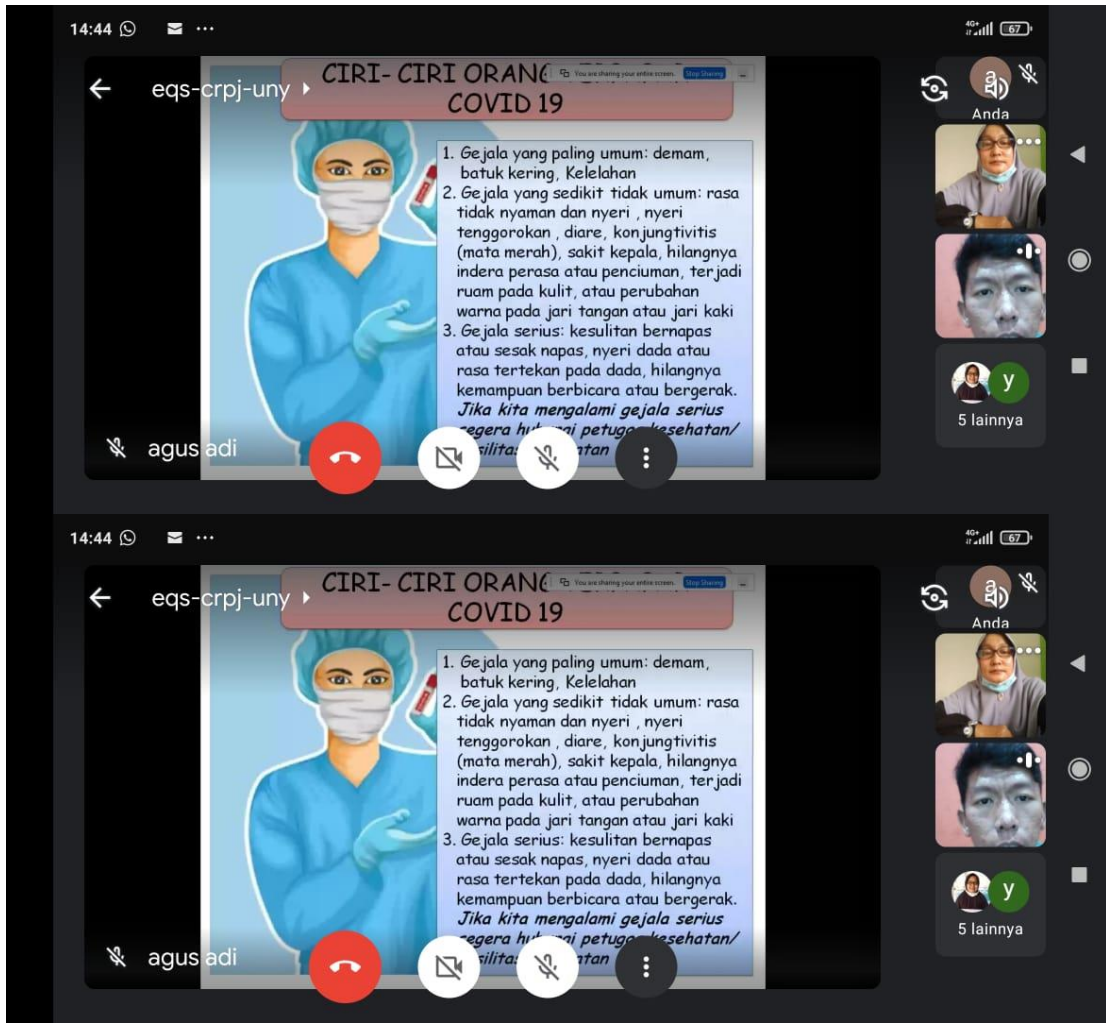 14:44 ... 4G+ 67
CIRI- CIRI ORANG
You are sharing your entire screen. Stop Sharing
eqs-crpj-uny
COVID 19
a
Anda
1. Gejala yang paling umum: demam,
batuk kering, Kelelahan
2. Gejala yang sedikit tidak umum: rasa
tidak nyaman dan nyeri , nyeri
tenggorokan , diare, konjungtivitis
(mata merah), sakit kepala, hilangnya
indera perasa atau penciuman, terjadi
ruam pada kulit, atau perubahan
warna pada jari tangan atau jari kaki
3. Gejala serius: kesulitan bernapas
atau sesak napas, nyeri dada atau
rasa tertekan pada dada, hilangnya
kemampuan berbicara atau bergerak.
Jika kita mengalami gejala serius
segera petugas kesehatan/
agus adi
y
5 lainnya
14:44 ... 4G+ 67
CIRI- CIRI ORANG
You are sharing your entire screen. Stop Sharing
eqs-crpj-uny
COVID 19
a
Anda
1. Gejala yang paling umum: demam,
batuk kering, Kelelahan
2. Gejala yang sedikit tidak umum: rasa
tidak nyaman dan nyeri , nyeri
tenggorokan , diare, konjungtivitis
(mata merah), sakit kepala, hilangnya
indera perasa atau penciuman, terjadi
ruam pada kulit, atau perubahan
warna pada jari tangan atau jari kaki
3. Gejala serius: kesulitan bernapas
atau sesak napas, nyeri dada atau
rasa tertekan pada dada, hilangnya
kemampuan berbicara atau bergerak.
Jika kita mengalami gejala serius
segera petugas kesehatan/
agus adi
y
5 lainnya